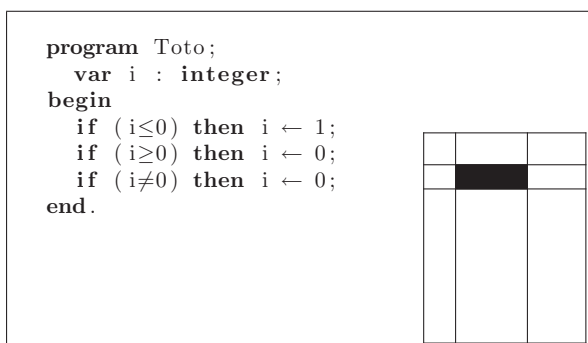 program Toto;
var i : integer;
begin
if (i≤0) then i ← 1;
if (i≥0) then i ← 0;
if (i≠0) then i ← 0;
end.